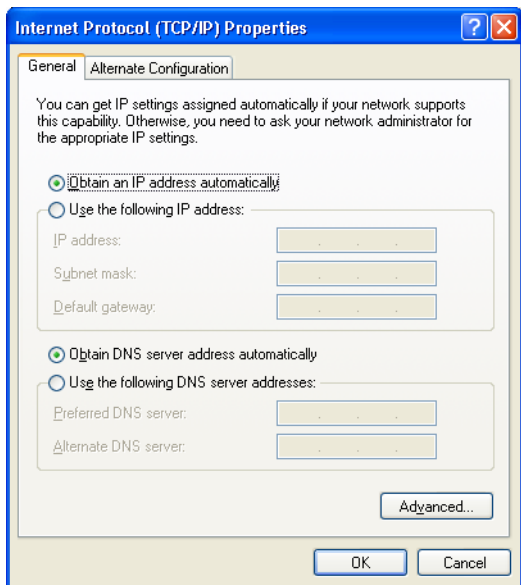 Internet Protocol (TCP/IP) Properties
General
Alternate Configuration
You can get IP settings assigned automatically if your network supports
this capability. Otherwise, you need to ask your network administrator for
the appropriate IP settings.
Obtain an IP address automatically
Use the following IP address:
IP address:
Subnet mask:
Default gateway:
Obtain DNS server address automatically
Use the following DNS server addresses:
Preferred DNS server:
Alternate DNS server:
Advanced...
OK
Cancel